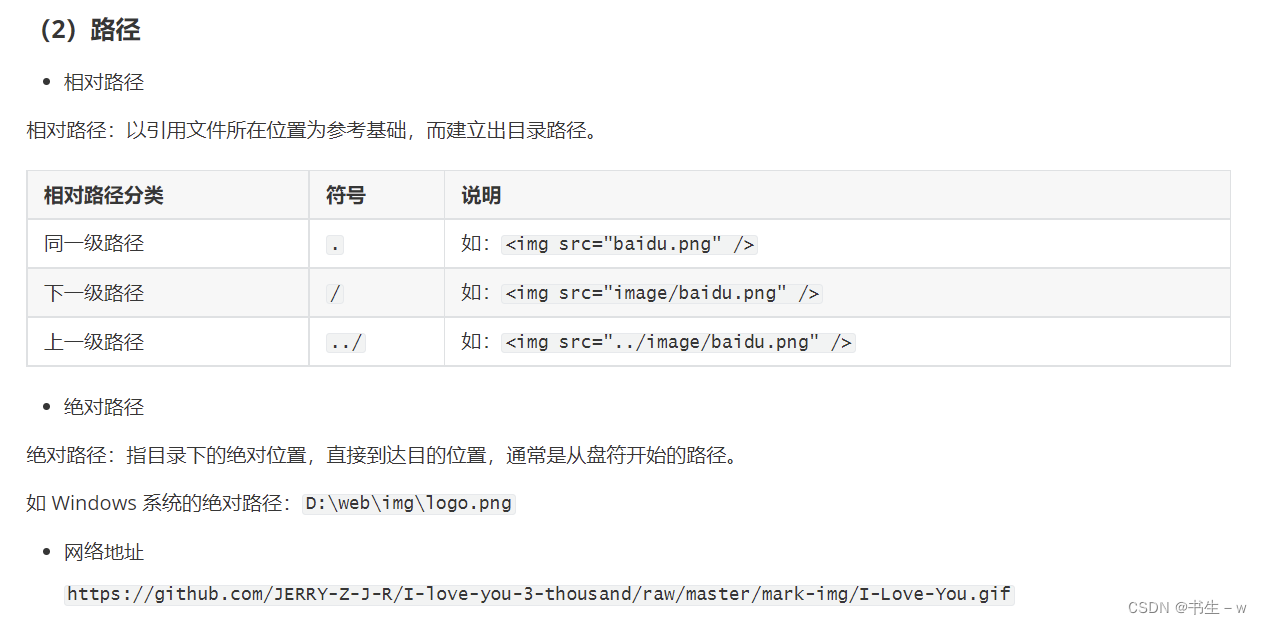 （2）路径
相对路径
相对路径：以引用文件所在位置为参考基础，而建立出目录路径。
相对路径分类 符号 说明
同一级路径 . 如：<img src="baidu.png" />
下一级路径 / 如：<img src="image/baidu.png" />
上一级路径 ../ 如：<img src="../image/baidu.png" />
绝对路径
绝对路径：指目录下的绝对位置，直接到达目的位置，通常是从盘符开始的路径。
如 Windows 系统的绝对路径：D:\web\img\logo.png
网络地址
https://github.com/JERRY-Z-J-R/I-love-you-3-thousand/raw/master/mark-img/I-Love-You.gif
CSDN @书生－w